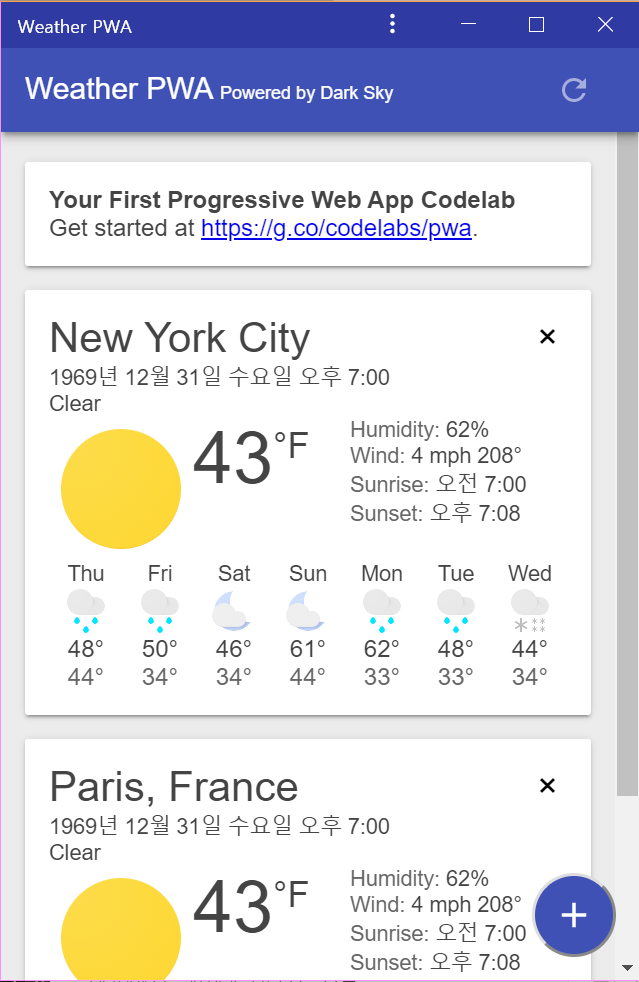 Weather PWA
Weather PWA Powered by Dark Sky
Your First Progressive Web App Codelab
Get started at https://g.co/codelabs/pwa.
New York City
1969년 12월 31일 수요일 오후 7:00
Clear
43°F
Humidity: 62%
Wind: 4 mph 208°
Sunrise: 오전 7:00
Sunset: 오후 7:08
Thu Fri Sat Sun Mon Tue Wed
48° 50° 46° 61° 62° 48° 44°
44° 34° 34° 44° 33° 33° 34°
Paris, France
1969년 12월 31일 수요일 오후 7:00
Clear
43°F
Humidity: 62%
Wind: 4 mph 208°
Sunrise: 오전 7:00
Sunset: 오후 7:08